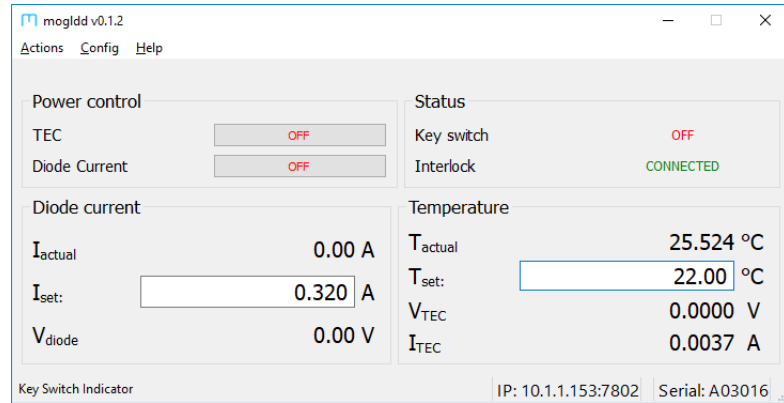 mogldd v0.1.2
Actions Config Help
Power control
TEC OFF
Diode Current OFF
Status
Key switch OFF
Interlock CONNECTED
Diode current
Iactual 0.00 A
Iset: 0.320 A
Vdiode 0.00 V
Temperature
Tactual 25.524 °C
Tset: 22.00 °C
VTEC 0.0000 V
ITEC 0.0037 A
Key Switch Indicator IP: 10.1.1.153:7802 Serial: A03016